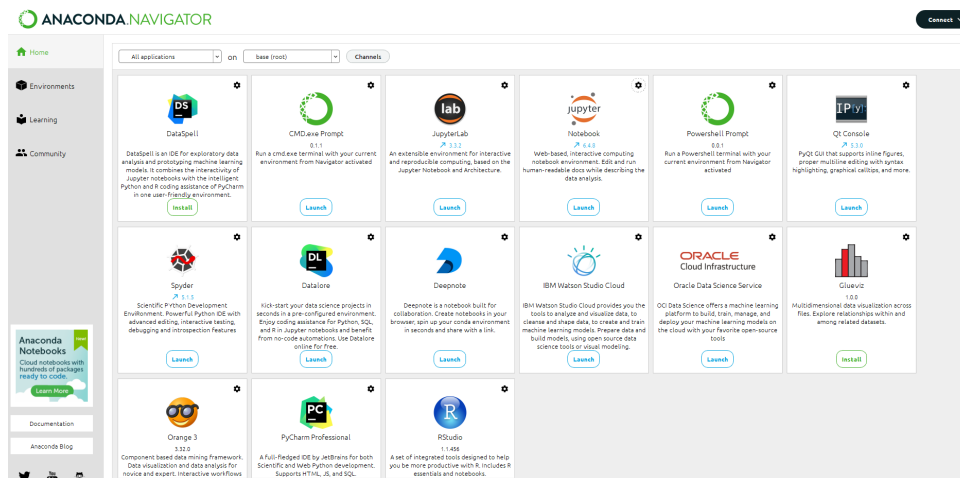 ANACONDA.NAVIGATOR
Connect
Home
Environments
Learning
Community
All applications
on
base (root)
Channels
DS
DataSpell
DataSpell is an IDE for exploratory data
analysis and prototyping machine learning
models. It combines the interactivity of
Jupyter notebooks with the intelligent
Python and R coding assistance of PyCharm
in one user-friendly environment.
Install
CMD.exe Prompt
0.1.1
Run a cmd.exe terminal with your current
environment from Navigator activated
Launch
lab
JupyterLab
3.3.2
An extensible environment for interactive
and reproducible computing, based on the
Jupyter Notebook and Architecture.
Launch
jupyter
Notebook
6.4.8
Web-based, interactive computing
notebook environment. Edit and run
human-readable docs while describing the
data analysis.
Launch
Powershell Prompt
0.0.1
Run a Powershell terminal with your
current environment from Navigator
activated
Launch
IP[y]:
Qt Console
5.3.0
PyQt GUI that supports inline figures,
proper multiline editing with syntax
highlighting, graphical calltips, and more.
Launch
Spyder
5.1.5
Scientific PYthon Development
EnviRonment. Powerful Python IDE with
advanced editing, interactive testing,
debugging and introspection features
Launch
DL
Datalore
Kick-start your data science projects in
seconds in a pre-configured environment.
Enjoy coding assistance for Python, SQL,
and R in Jupyter notebooks and benefit
from no-code automations. Use Datalore
online for free.
Launch
Deepnote
Deepnote is a notebook built for
collaboration. Create notebooks in your
browser, spin up your conda environment
in seconds and share with a link.
Launch
IBM Watson Studio Cloud
IBM Watson Studio Cloud provides you the
tools to analyze and visualize data, to
cleanse and shape data, to create and train
machine learning models. Prepare data and
build models, using open source data
science tools or visual modeling.
Launch
ORACLE
Cloud Infrastructure
Oracle Data Science Service
OCI Data Science offers a machine learning
platform to build, train, manage, and
deploy your machine learning models on
the cloud with your favorite open-source
tools
Launch
Glueviz
1.0.0
Multidimensional data visualization across
files. Explore relationships within and
among related datasets.
Install
Orange 3
3.32.0
Component based data mining framework.
Data visualization and data analysis for
novice and expert. Interactive workflows
PC
PyCharm Professional
A full-fledged IDE by JetBrains for both
Scientific and Web Python development.
Supports HTML, JS, and SQL.
R
RStudio
1.1.456
A set of integrated tools designed to help
you be more productive with R. Includes R
essentials and notebooks.
Anaconda
Notebooks
Cloud notebooks with
hundreds of packages
ready to code.
Learn More
Documentation
Anaconda Blog